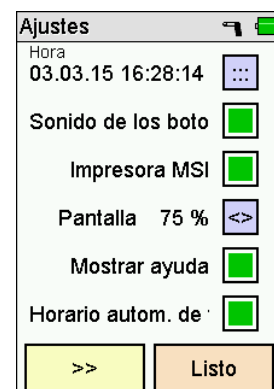 Ajustes
Hora
03.03.15 16:28:14 :::
Sonido de los boto
Impresora MSI
Pantalla 75 % <>
Mostrar ayuda
Horario autom. de
>> Listo